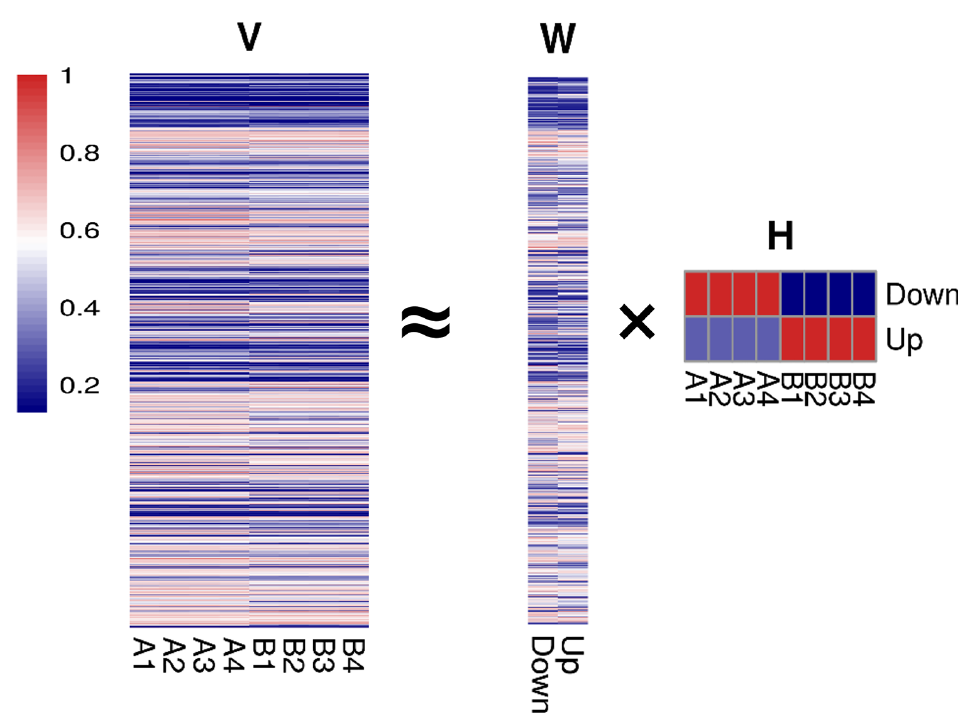 V
W
1
0.8
0.6
0.4
0.2
≈
×
H
Down
Up
A1 A2 A3 A4 B1 B2 B3 B4
A1 A2 A3 A4 B1 B2 B3 B4
Down Up